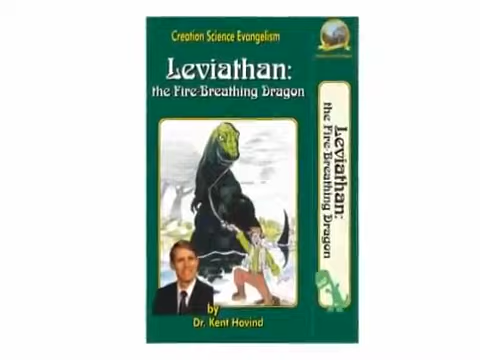 Creation Science Evangelism
Leviathan:
the Fire-Breathing Dragon
by
Dr. Kent Hovind
Leviathan:
the Fire-Breathing Dragon